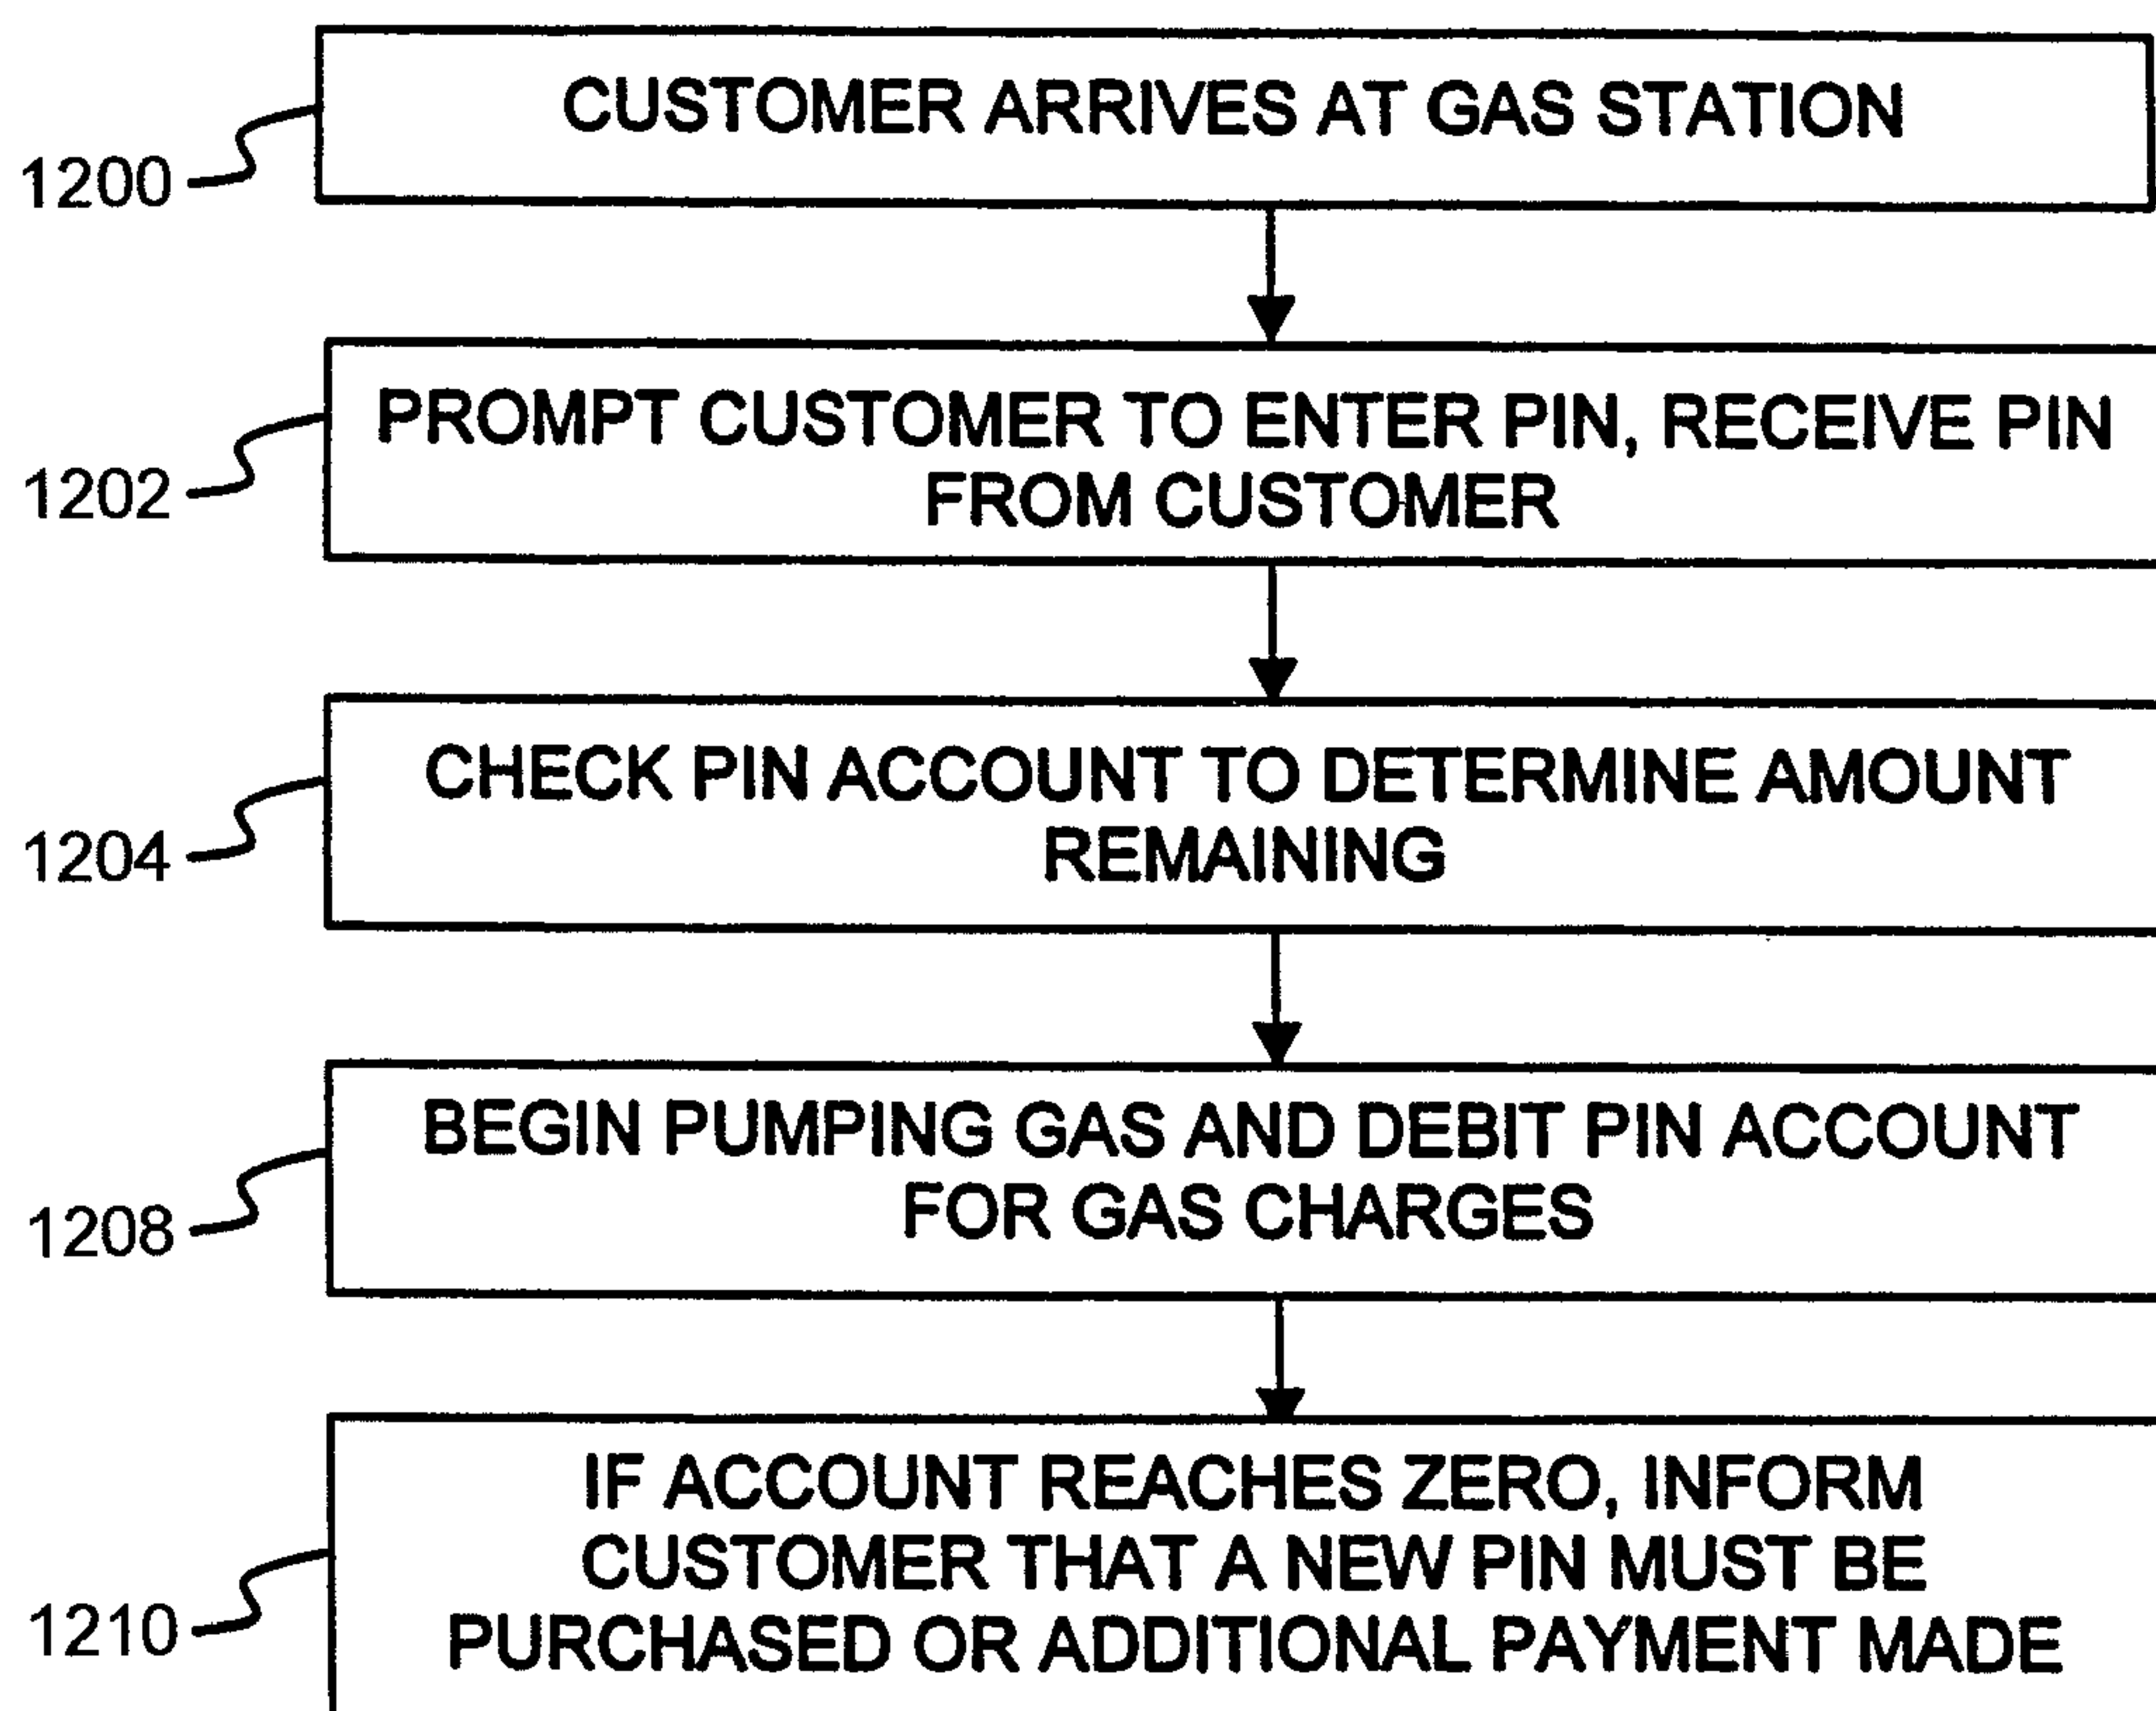 CUSTOMER ARRIVES AT GAS STATION
1200
PROMPT CUSTOMER TO ENTER PIN, RECEIVE PIN
FROM CUSTOMER
1202
CHECK PIN ACCOUNT TO DETERMINE AMOUNT
REMAINING
1204
BEGIN PUMPING GAS AND DEBIT PIN ACCOUNT
FOR GAS CHARGES
1208
IF ACCOUNT REACHES ZERO, INFORM
CUSTOMER THAT A NEW PIN MUST BE
PURCHASED OR ADDITIONAL PAYMENT MADE
1210